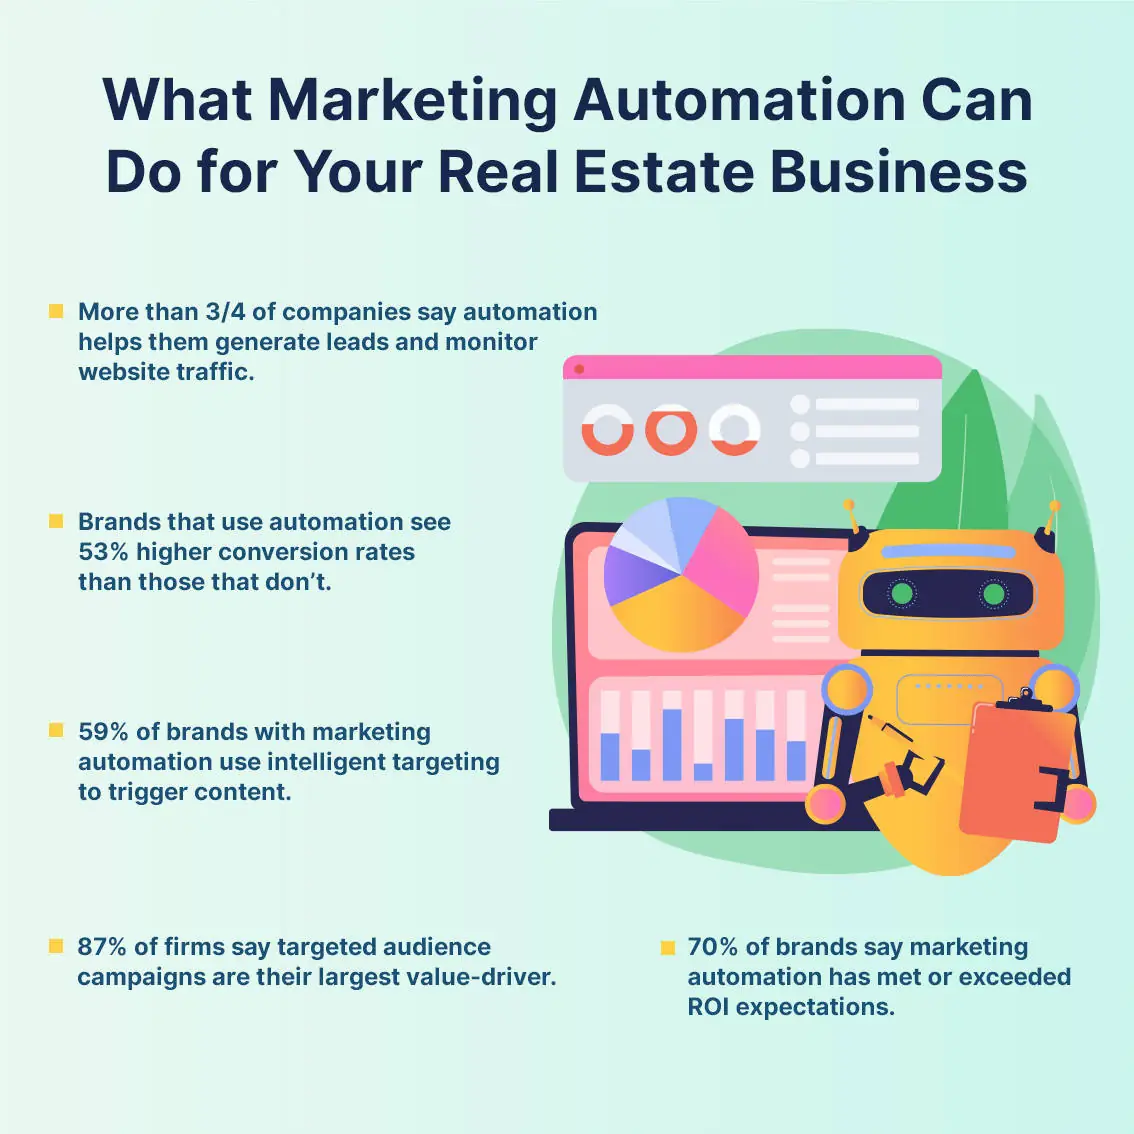 What Marketing Automation Can
Do for Your Real Estate Business
More than 3/4 of companies say automation
helps them generate leads and monitor
website traffic.
Brands that use automation see
53% higher conversion rates
than those that don’t.
59% of brands with marketing
automation use intelligent targeting
to trigger content.
87% of firms say targeted audience
campaigns are their largest value-driver.
70% of brands say marketing
automation has met or exceeded
ROI expectations.